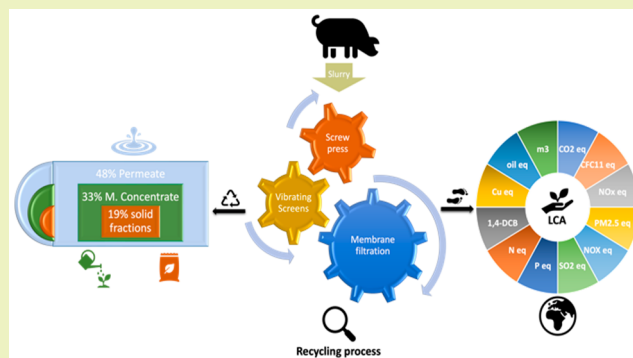 Slurry
Screw
press
Vibrating
Screens
Membrane
filtration
Recycling process
48% Permeate
33% M. Concentrate
19% solid
fractions
m3
CO2 eq
CFC11 eq
NOx eq
PM2.5 eq
NOX eq
SO2 eq
P eq
N eq
1,4-DCB
Cu eq
oil eq
LCA